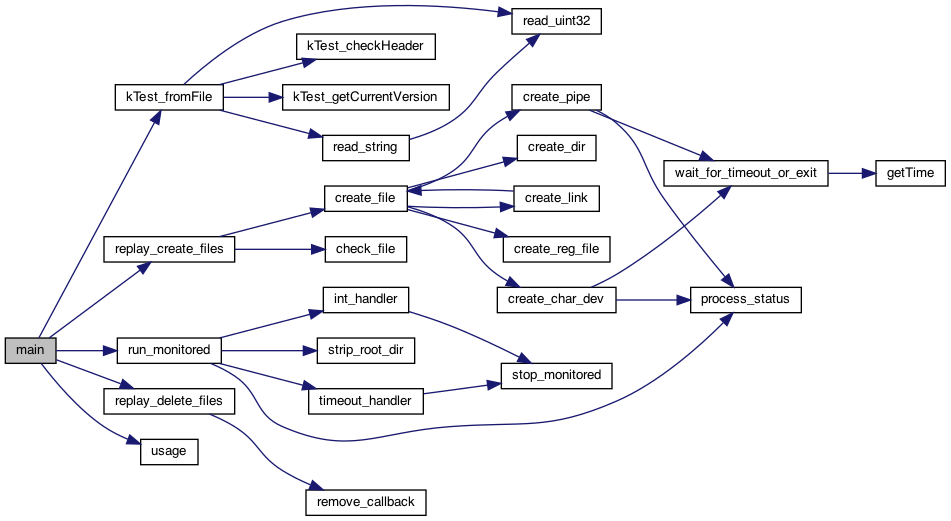 read_uint32
kTest_checkHeader
kTest_fromFile
kTest_getCurrentVersion
create_pipe
read_string
create_dir
wait_for_timeout_or_exit
getTime
create_file
create_link
replay_create_files
check_file
create_reg_file
int_handler
create_char_dev
process_status
main
run_monitored
strip_root_dir
stop_monitored
replay_delete_files
timeout_handler
usage
remove_callback